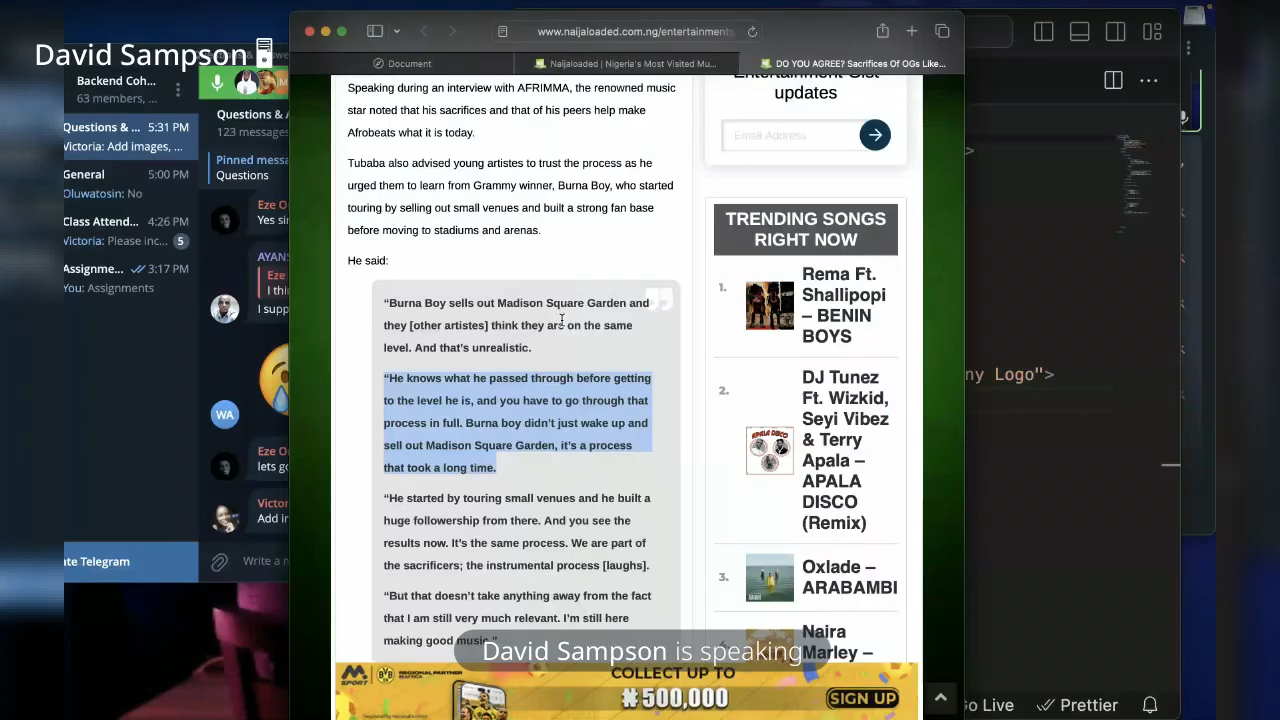 David Sampson
Backend Coh...
63 members, ...
Questions & ...
5:31 PM
Victoria: Add images, ...
General
5:00 PM
Oluwatosin: No
Class Attend...
4:26 PM
Victoria: Please inc...
5
Assignme...
3:17 PM
You: Assignments
ate Telegram
Questions & A
123 messages
Pinned messa
Questions
Eze O
Yes sir
AYANS
Eze
I thi
I supp
WA
Eze O
lets go
Victor
Add in
Write a m
www.naijaloaded.com.ng/entertainments
Document
Naijaloaded | Nigeria's Most Visited Mu...
DO YOU AGREE? Sacrifices Of OGs Like...
Speaking during an interview with AFRIMMA, the renowned music
star noted that his sacrifices and that of his peers help make
Afrobeats what it is today.
Tubaba also advised young artistes to trust the process as he
urged them to learn from Grammy winner, Burna Boy, who started
touring by selling out small venues and built a strong fan base
before moving to stadiums and arenas.
He said:
“Burna Boy sells out Madison Square Garden and
they [other artistes] think they are on the same
level. And that’s unrealistic.
“He knows what he passed through before getting
to the level he is, and you have to go through that
process in full. Burna boy didn’t just wake up and
sell out Madison Square Garden, it’s a process
that took a long time.
“He started by touring small venues and he built a
huge followership from there. And you see the
results now. It’s the same process. We are part of
the sacrificers; the instrumental process [laughs].
“But that doesn’t take anything away from the fact
that I am still very much relevant. I’m still here
making good music.”
Entertainment Gist
updates
Email Address
TRENDING SONGS
RIGHT NOW
1.
Rema Ft.
Shallipopi
– BENIN
BOYS
2.
DJ Tunez
Ft. Wizkid,
Seyi Vibez
& Terry
Apala –
APALA
DISCO
(Remix)
3.
Oxlade –
ARABAMBI
Naira
Marley –
David Sampson is speaking
SPORT
BVB
09
REGIONAL PARTNER
COLLECT UP TO
₦500,000
SIGN UP
>
ny Logo">
o Live
Prettier